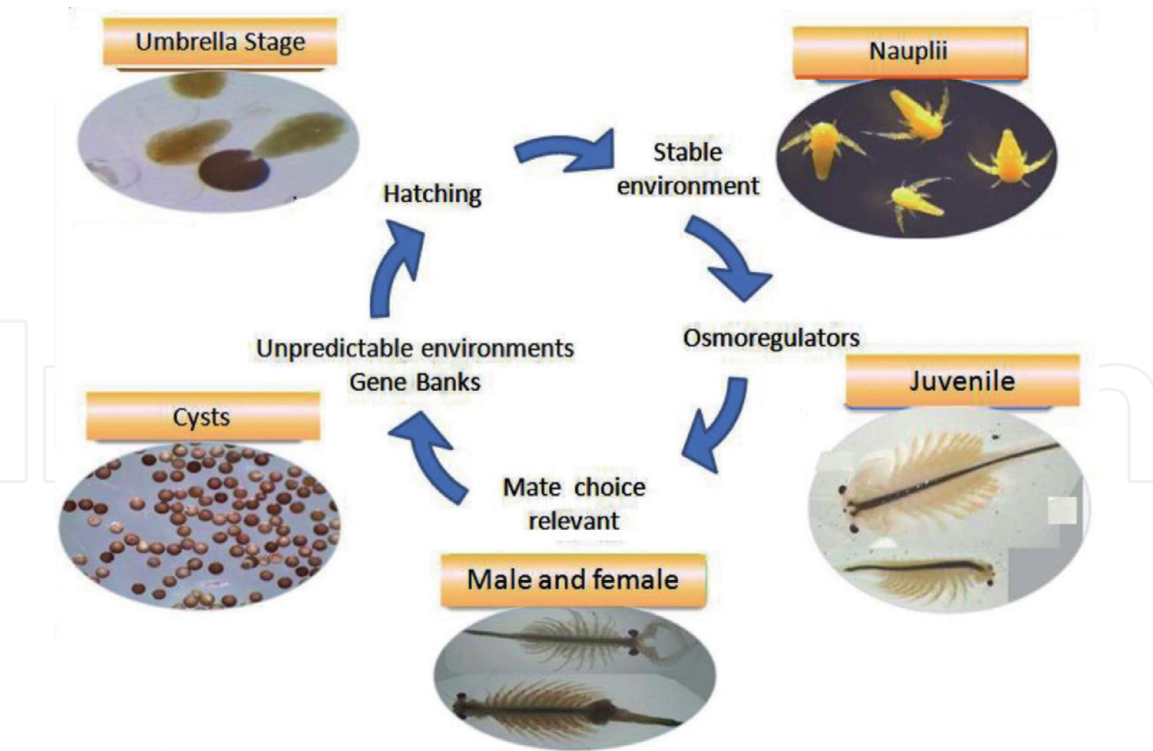 Umbrella Stage
Nauplii
Hatching
Stable
environment
Osmoregulators
Juvenile
Unpredictable environments
Gene Banks
Cysts
Mate choice
relevant
Male and female